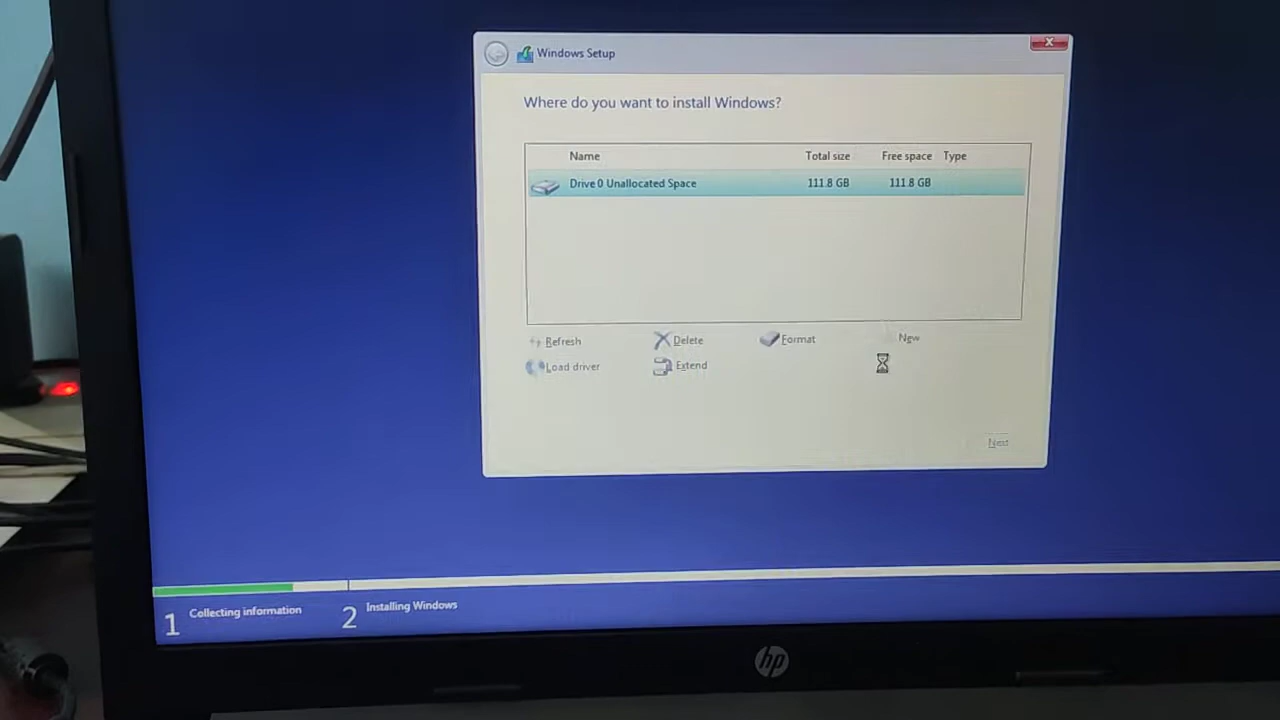 Windows Setup
Where do you want to install Windows?
Name Total size Free space Type
Drive 0 Unallocated Space 111.8 GB 111.8 GB
Refresh Delete Format New
Load driver Extend
Next
1 Collecting information 2 Installing Windows
hp